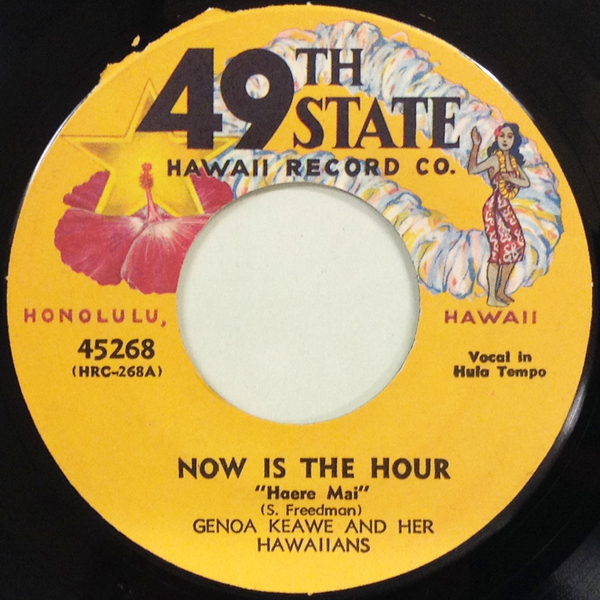 49TH
STATE
HAWAII RECORD CO.
HONOLULU, HAWAII
45268
(HRC-268A)
Vocal in
Hula Tempo
NOW IS THE HOUR
"Haere Mai"
(S. Freedman)
GENOA KEAWE AND HER
HAWAIIANS